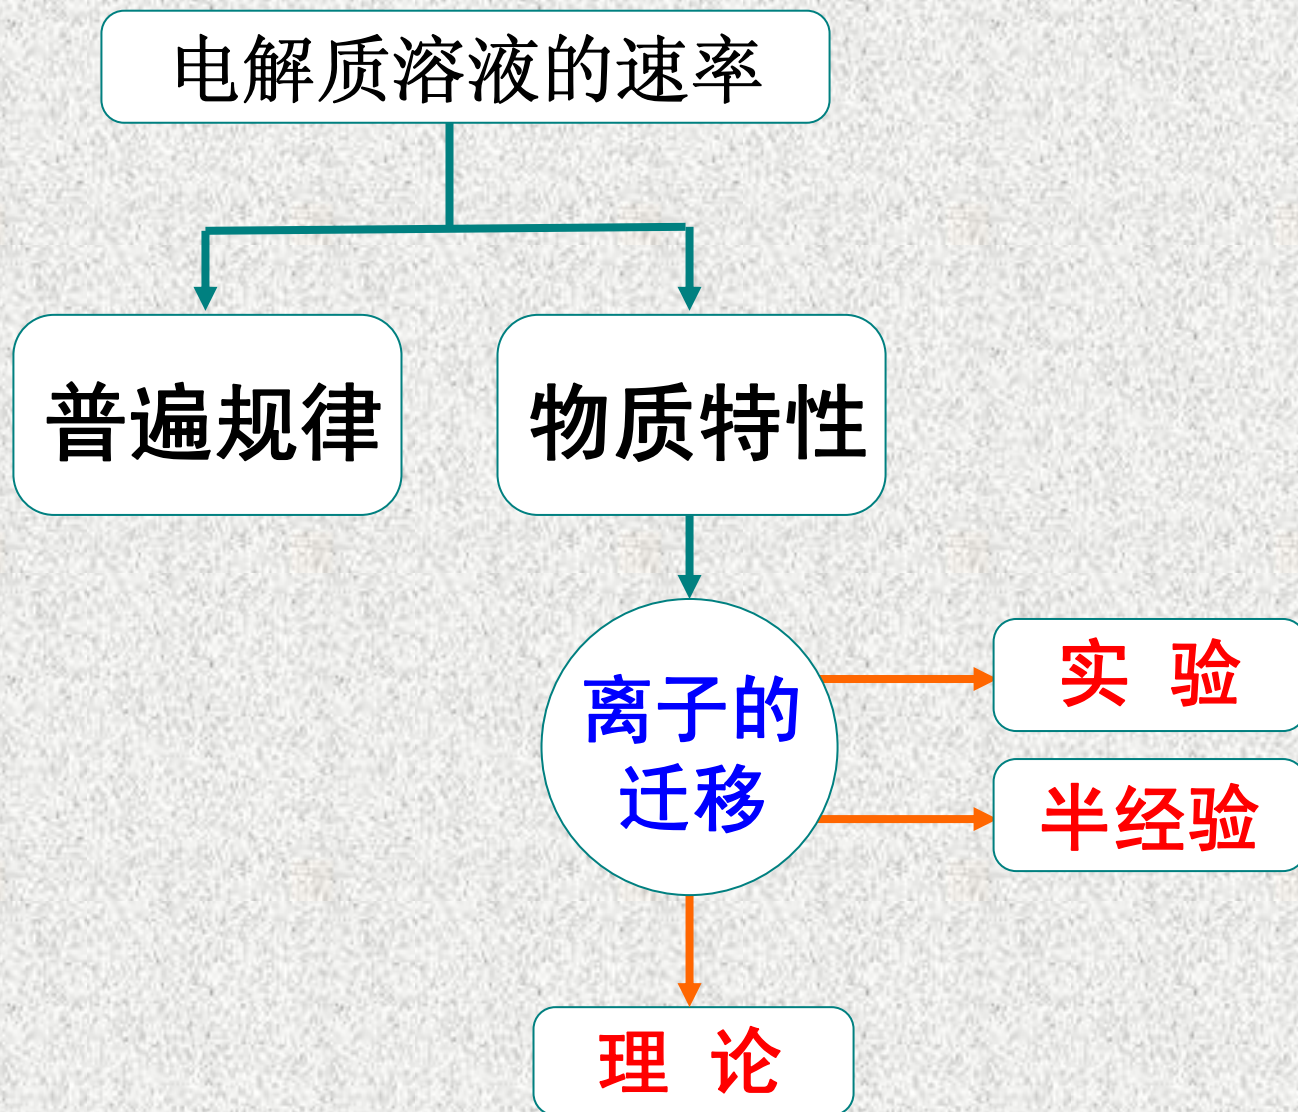 电解质溶液的速率
普遍规律
物质特性
离子的
迁移
实 验
半经验
理 论